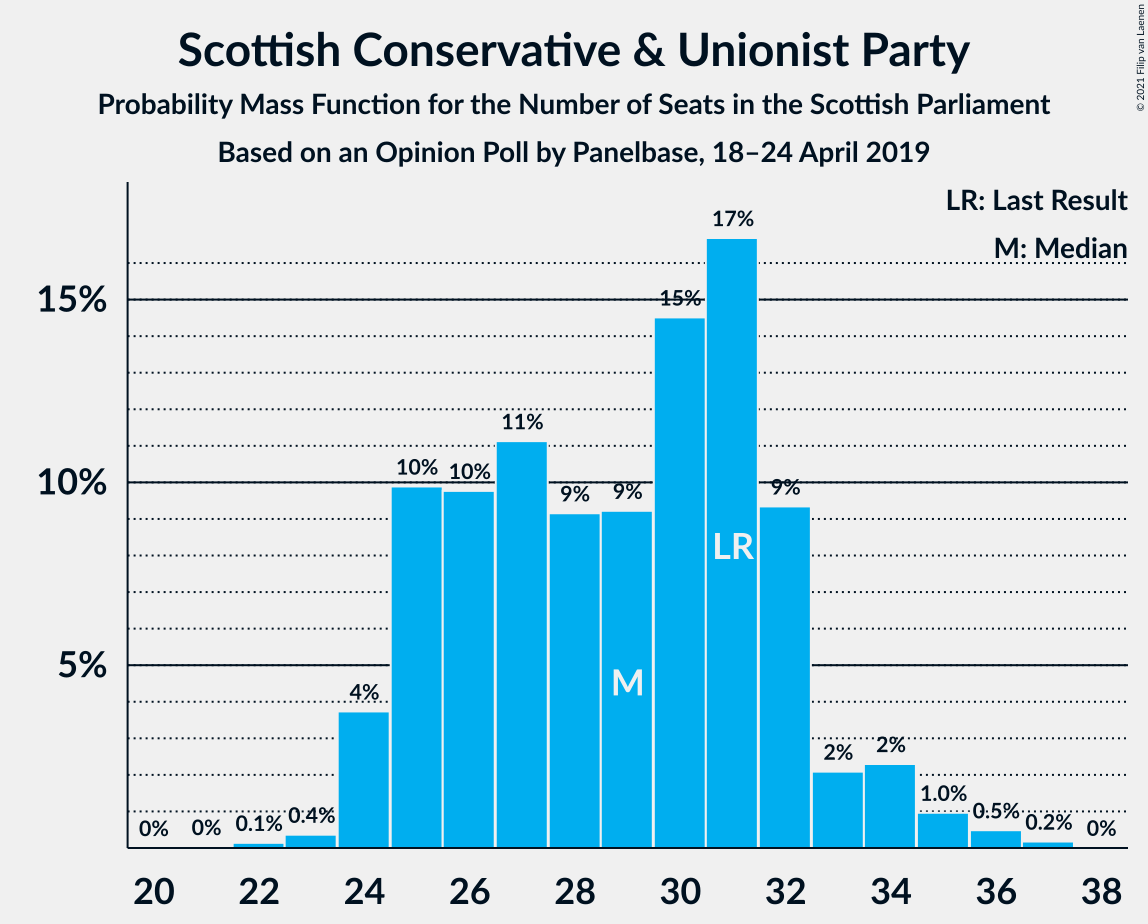 Scottish Conservative & Unionist Party
Probability Mass Function for the Number of Seats in the Scottish Parliament
Based on an Opinion Poll by Panelbase, 18–24 April 2019
© 2021 Filip van Laenen
LR: Last Result
M: Median
15%
10%
5%
0%
0%
0.1%
0.4%
4%
10%
10%
11%
9%
9%
15%
17%
9%
2%
2%
1.0%
0.5%
0.2%
0%
LR
M
20 22 24 26 28 30 32 34 36 38